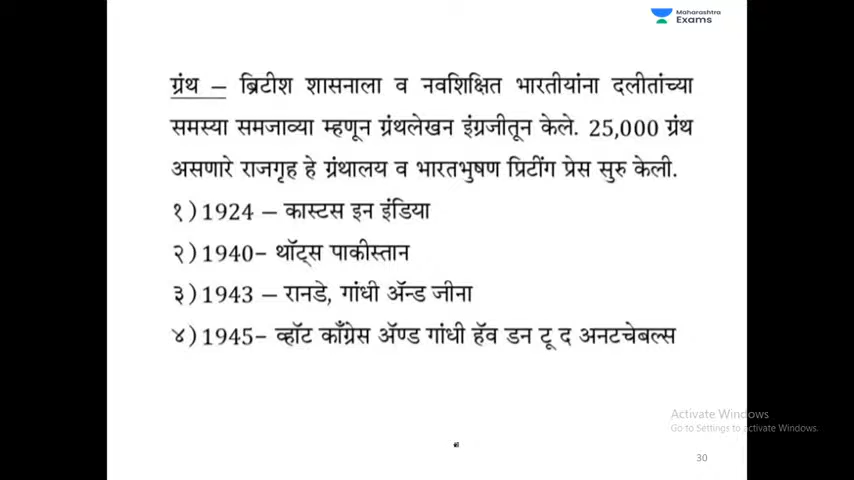 Maharashtra
Exams
ग्रंथ – ब्रिटीश शासनाला व नवशिक्षित भारतीयांना दलीतांच्या
समस्या समजाव्या म्हणून ग्रंथलेखन इंग्रजीतून केले. 25,000 ग्रंथ
असणारे राजगृह हे ग्रंथालय व भारतभुषण प्रिटींग प्रेस सुरु केली.
१) 1924 – कास्टस इन इंडिया
२) 1940- थॉट्स पाकीस्तान
३) 1943 – रानडे, गांधी ॲन्ड जीना
४) 1945- व्हॉट काँग्रेस ॲण्ड गांधी हॅव डन टू द अनटचेबल्स
Activate Windows
Go to Settings to activate Windows.
30